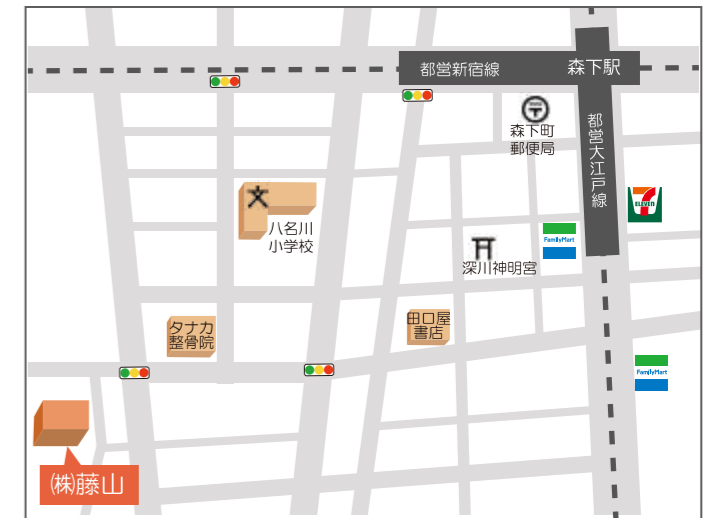 都営新宿線
森下駅
森下町
郵便局
都営大江戸線
7
ELEVEN
八名川
小学校
FamilyMart
深川神明宮
田口屋
書店
タナカ
整骨院
FamilyMart
㈱藤山